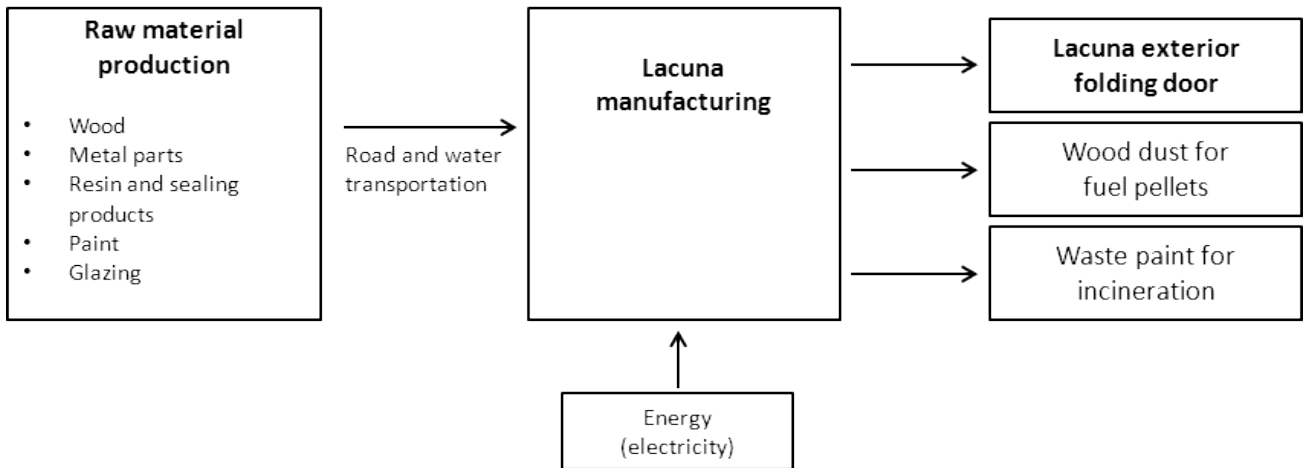 Raw material
production
• Wood
• Metal parts
• Resin and sealing
products
• Paint
• Glazing
Road and water
transportation
Lacuna
manufacturing
Energy
(electricity)
Lacuna exterior
folding door
Wood dust for
fuel pellets
Waste paint for
incineration